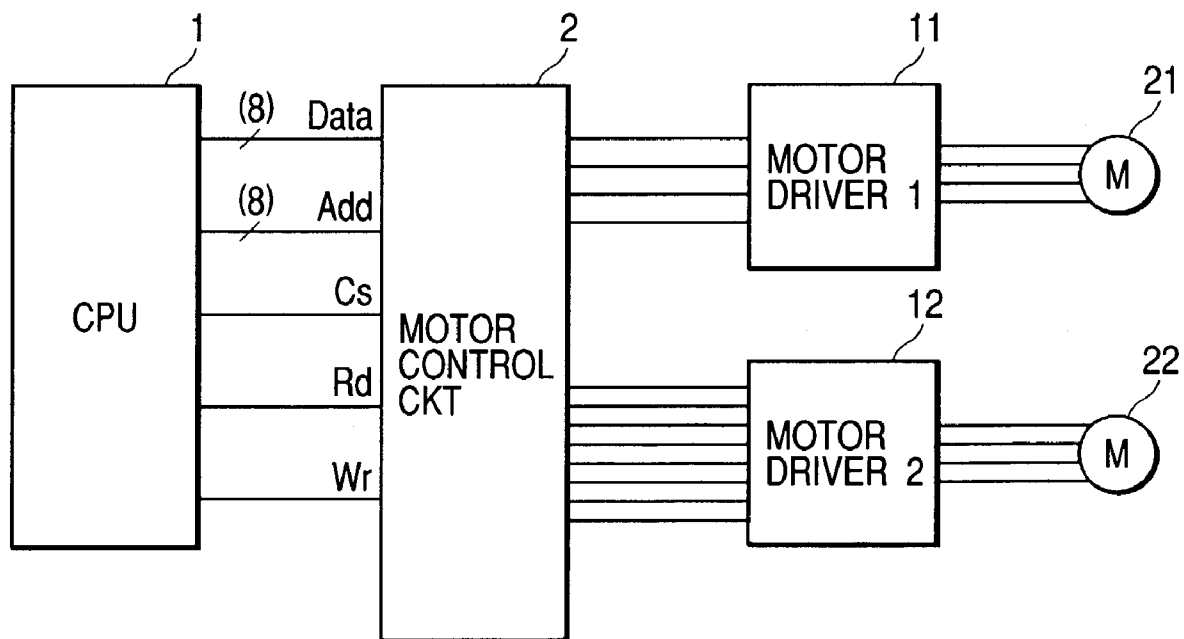 1
2
11
21
(8)
Data
(8)
Add
Cs
Rd
Wr
CPU
MOTOR
CONTROL
CKT
MOTOR
DRIVER 1
M
12
22
MOTOR
DRIVER 2
M